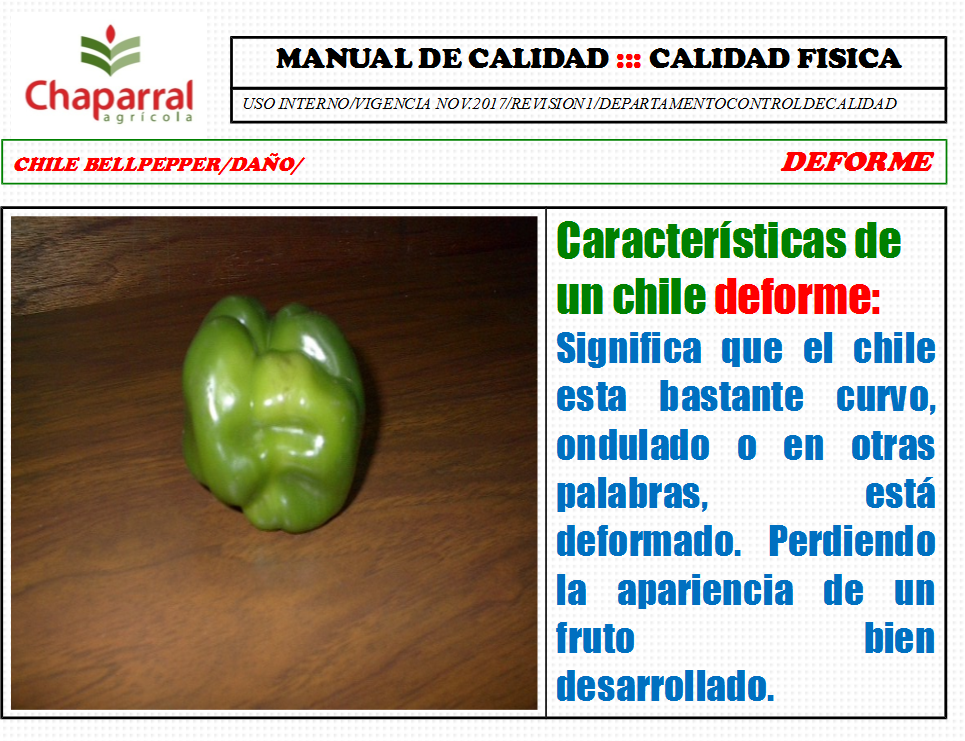 Chaparral
agrícola
MANUAL DE CALIDAD ::: CALIDAD FISICA
USO INTERNO/VIGENCIA NOV.2017/REVISION1/DEPARTAMENTOCONTROLDECALIDAD
CHILE BELLPEPPER/DAÑO/
DEFORME
Características de
un chile deforme:
Significa que el chile
esta bastante curvo,
ondulado o en otras
palabras, está
deformado. Perdiendo
la apariencia de un
fruto bien
desarrollado.